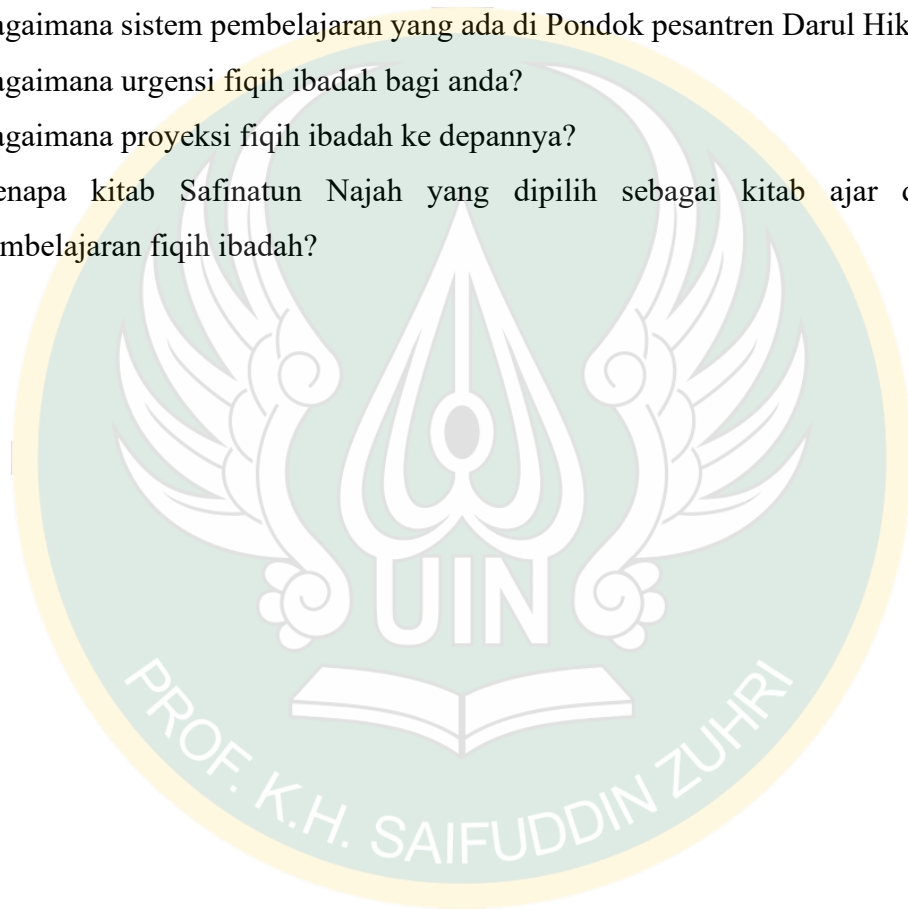 agaimana sistem pembelajaran yang ada di Pondok pesantren Darul Hik
agaimana urgensi fiqih ibadah bagi anda?
agaimana proyeksi fiqih ibadah ke depannya?
enapa kitab Safinatun Najah yang dipilih sebagai kitab ajar
mbelajaran fiqih ibadah?
UIN
PROF. K.H. SAIFUDDIN ZUHRI